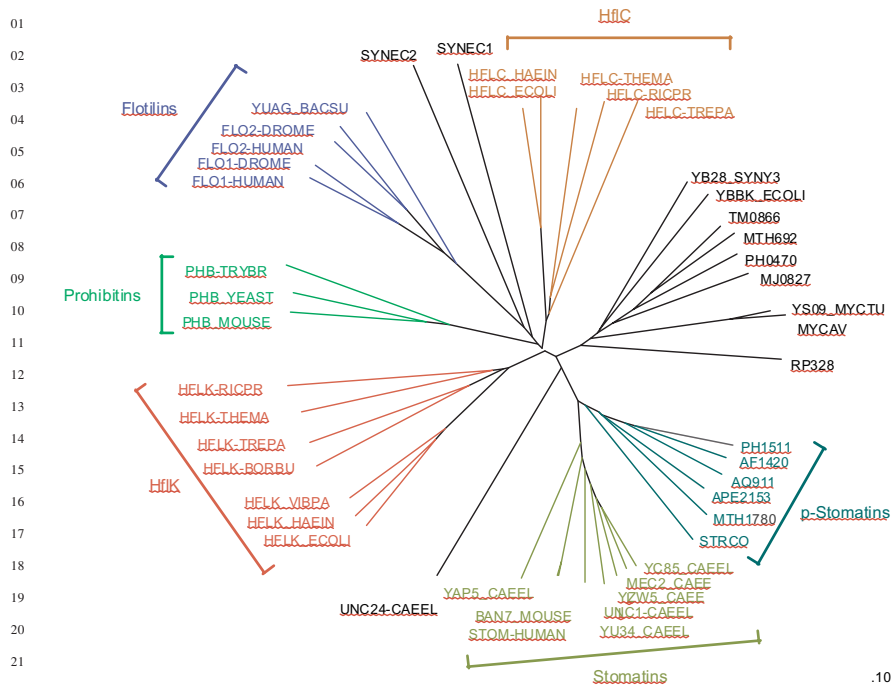 01
HflC
02
SYNEC2
SYNEC1
HFLC_HAEIN
HFLC-THEMA
03
HFLC_ECOLI
HFLC-RICPR
Flotilins
YUAG_BACSU
HFLC-TREPA
04
FLO2-DROME
05
FLO2-HUMAN
FLO1-DROME
YB28_SYNY3
06
FLO1-HUMAN
YBBK_ECOLI
07
TM0866
MTH692
08
PH0470
09
PHB-TRYBR
MJ0827
Prohibitins
PHB_YEAST
10
YS09_MYCTU
PHB_MOUSE
MYCAV
11
RP328
12
HFLK-RICPR
13
HFLK-THEMA
14
HFLK-TREPA
PH1511
AF1420
15
HFLK-BORBU
HflK
AQ911
16
HFLK_VIBPA
APE2153
HFLK_HAEIN
MTH1780
p-Stomatins
17
HFLK_ECOLI
STRCO
18
YC85_CAEEL
MEC2_CAEE
19
YAP5_CAEEL
YZW5_CAEE
UNC24-CAEEL
BAN7_MOUSE
UNC1-CAEEL
20
STOM-HUMAN
YU34_CAEEL
21
Stomatins
.10